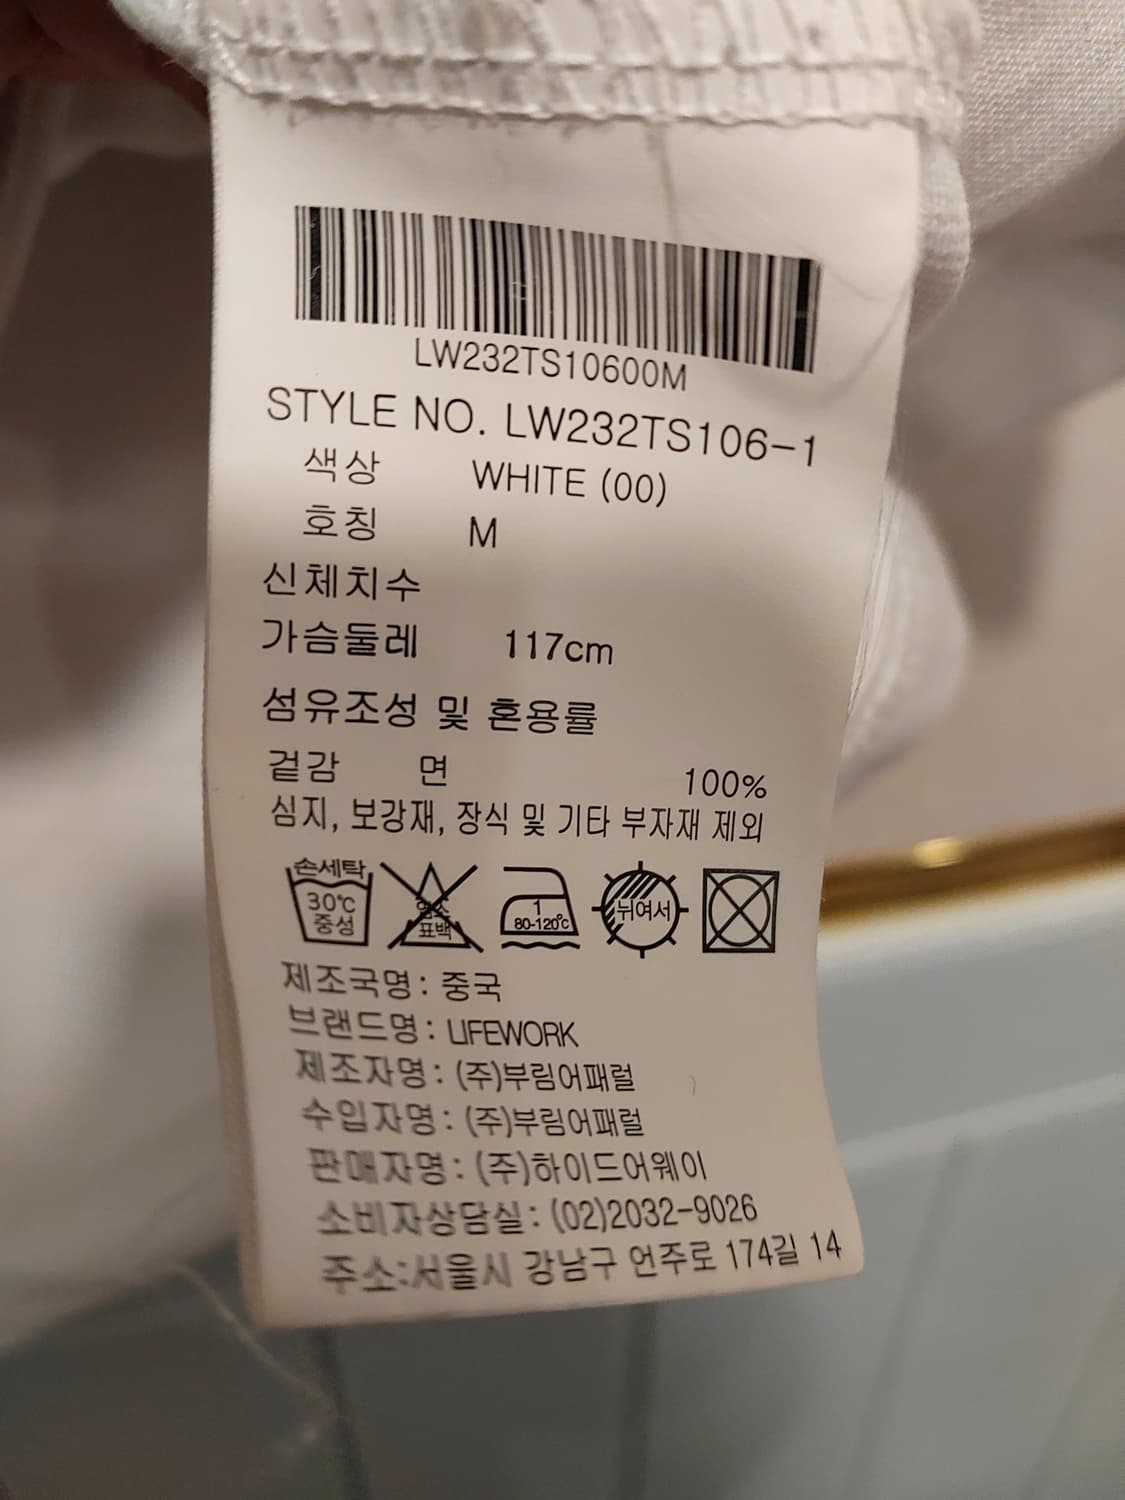 LW232TS10600M
STYLE NO. LW232TS106-1
색상 WHITE (00)
호칭 M
신체치수
가슴둘레 117cm
섬유조성 및 혼용률
겉감 면 100%
심지, 보강재, 장식 및 기타 부자재 제외
손세탁
30℃
중성
염소
표백
1
80-120℃
뉘여서
제조국명: 중국
브랜드명: LIFEWORK
제조자명: (주)부림어패럴
수입자명: (주)부림어패럴
판매자명: (주)하이드어웨이
소비자상담실: (02)2032-9026
주소:서울시 강남구 언주로 174길 14